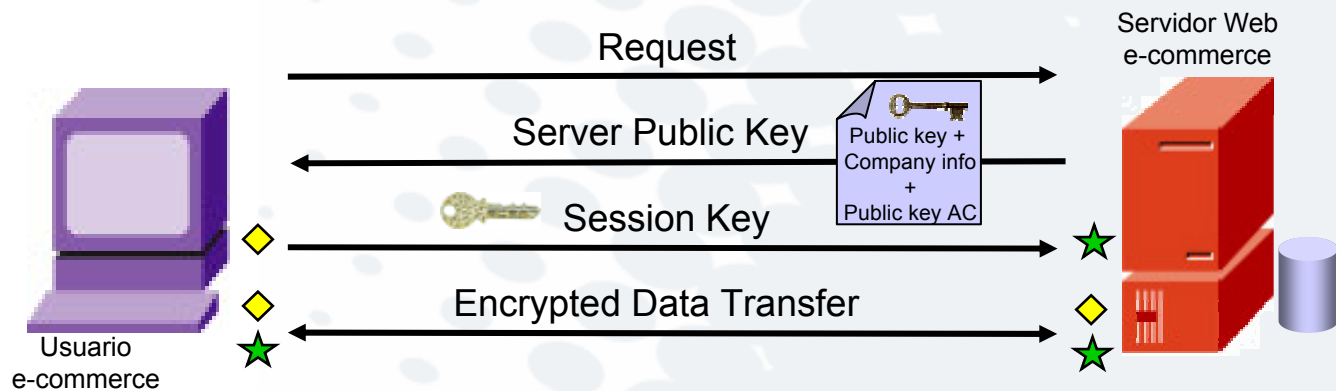 Servidor Web
e-commerce
Request
Server Public Key
Public key +
Company info
+
Public key AC
Session Key
Encrypted Data Transfer
Usuario
e-commerce